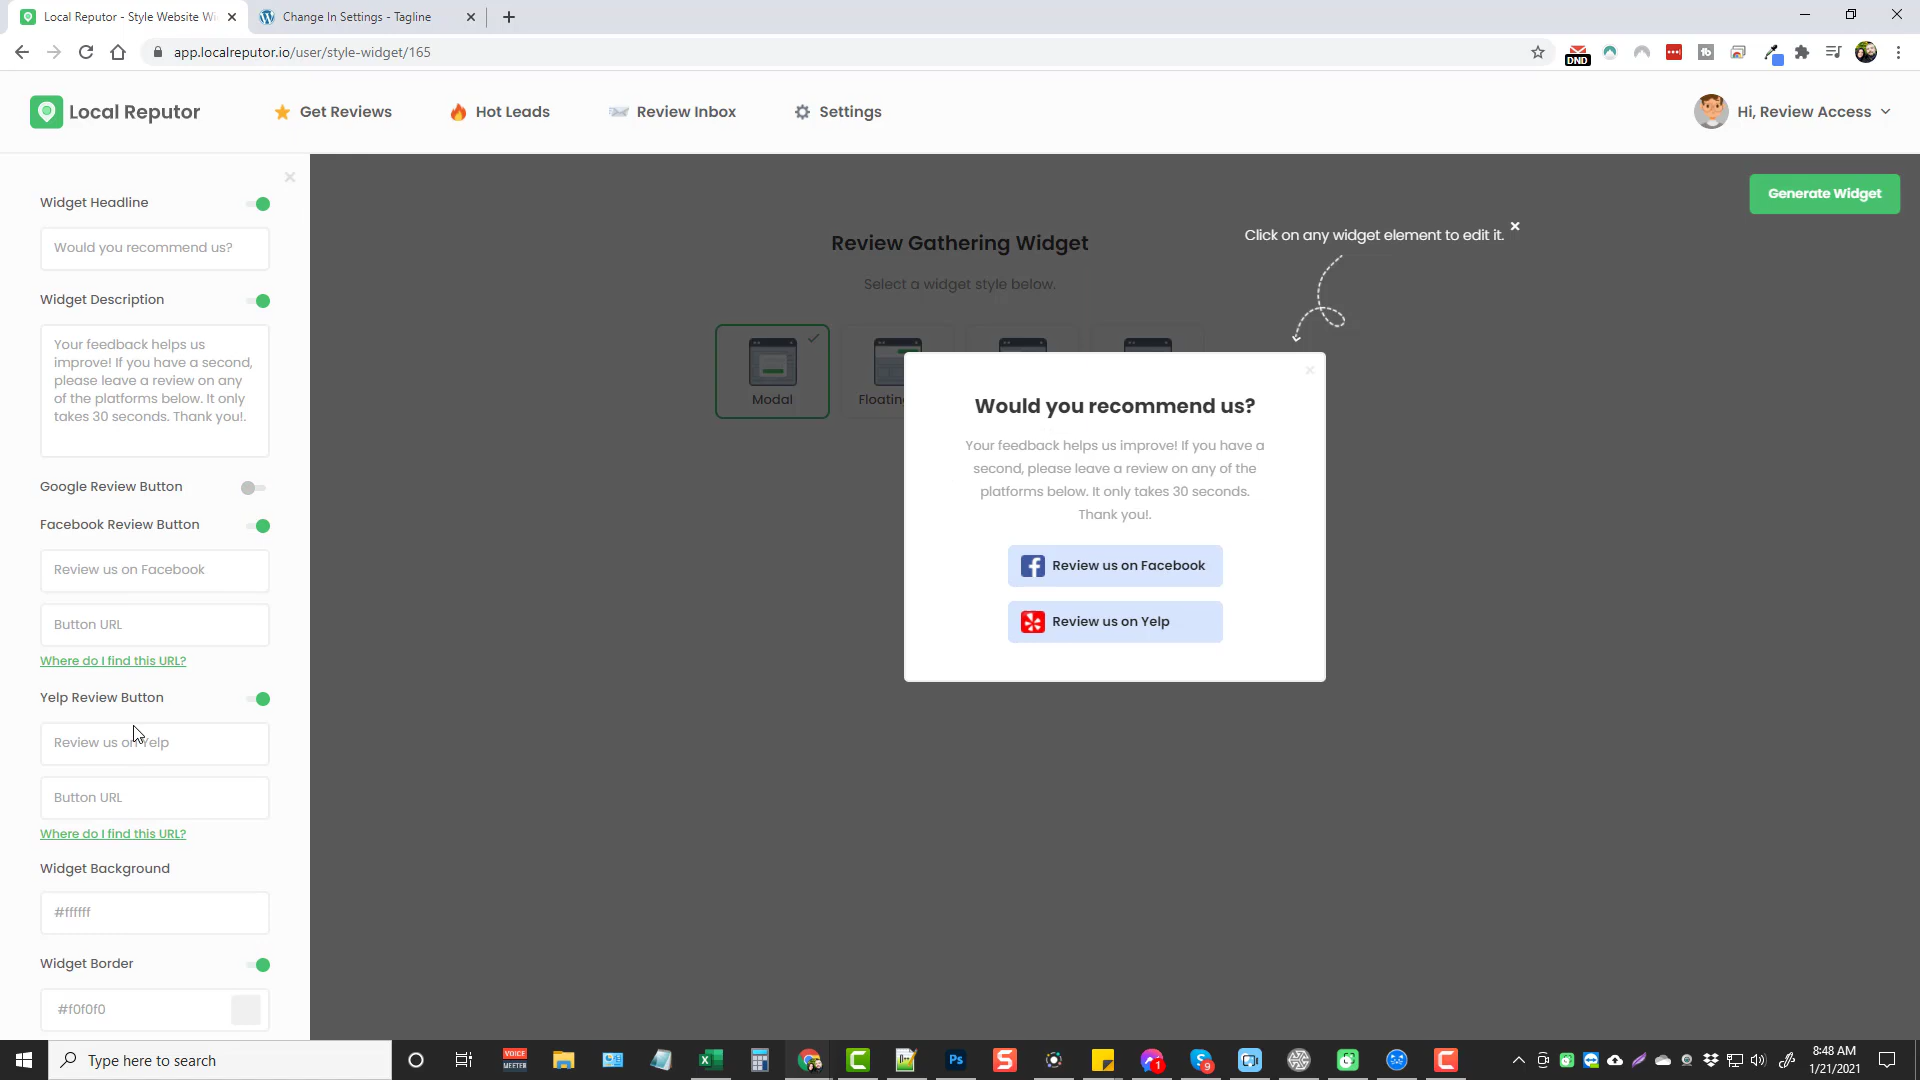 Local Reputor - Style Website Wi
Change In Settings - Tagline
app.localreputor.io/user/style-widget/165
DND
Local Reputor
Get Reviews
Hot Leads
Review Inbox
Settings
Hi, Review Access
Widget Headline
Would you recommend us?
Widget Description
Your feedback helps us
improve! If you have a second,
please leave a review on any
of the platforms below. It only
takes 30 seconds. Thank you!.
Google Review Button
Facebook Review Button
Review us on Facebook
Button URL
Where do I find this URL?
Yelp Review Button
Review us on Yelp
Button URL
Where do I find this URL?
Widget Background
#ffffff
Widget Border
#f0f0f0
Generate Widget
Click on any widget element to edit it.
Review Gathering Widget
Select a widget style below.
Modal
Floatin
Would you recommend us?
Your feedback helps us improve! If you have a
second, please leave a review on any of the
platforms below. It only takes 30 seconds.
Thank you!.
Review us on Facebook
Review us on Yelp
Type here to search
VOICE
MEETER
Ps
1
9
8:48 AM
1/21/2021